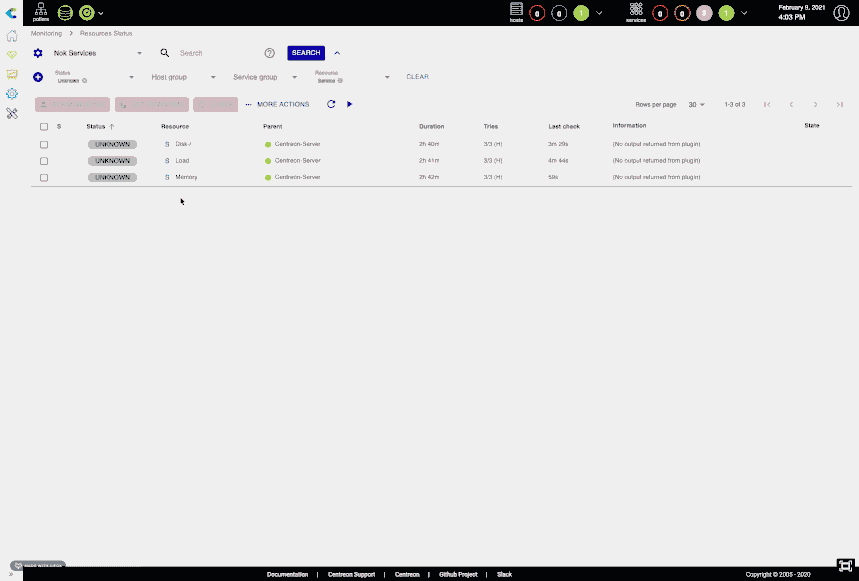 pollers
hosts
0
0
1
services
0
0
3
1
February 9, 2021
4:03 PM
Monitoring > Resources Status
Nok Services
Search
SEARCH
Status
Unknown
Host group
Service group
Resource
Service
CLEAR
MORE ACTIONS
Rows per page 30 1-3 of 3
S Status Resource Parent Duration Tries Last check Information State
UNKNOWN S Disk-/ Centreon-Server 2h 40m 3/3 (H) 3m 29s (No output returned from plugin)
UNKNOWN S Load Centreon-Server 2h 41m 3/3 (H) 4m 44s (No output returned from plugin)
UNKNOWN S Memory Centreon-Server 2h 42m 3/3 (H) 59s (No output returned from plugin)
Documentation | Centreon Support | Centreon | Github Project | Slack
Copyright © 2005 - 2020